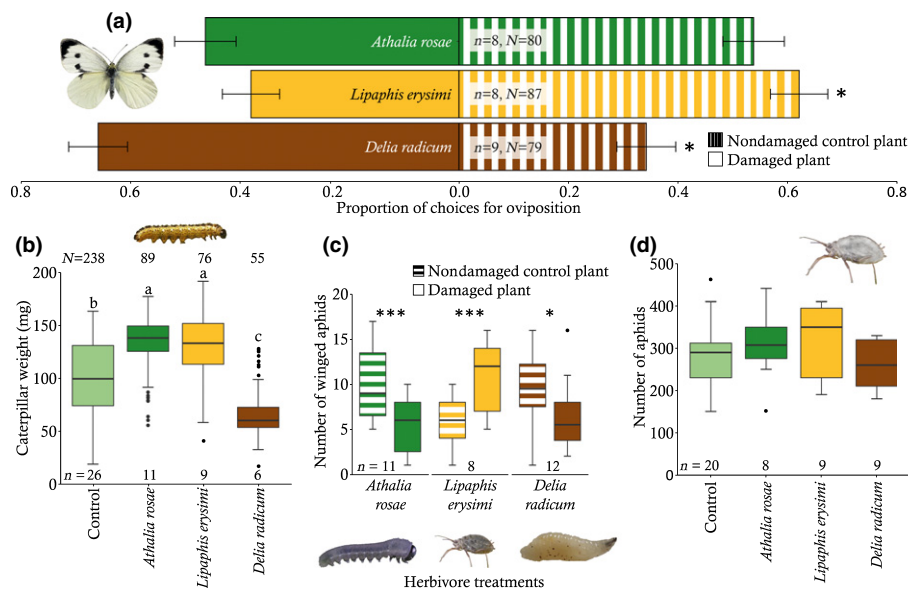 (a)
Athalia rosae
n=8, N=80
Lipaphis erysimi
n=8, N=87
*
Delia radicum
n=9, N=79
*
Nondamaged control plant
Damaged plant
0.8 0.6 0.4 0.2 0.0 0.2 0.4 0.6 0.8
Proportion of choices for oviposition
(b)
N=238 89 76 55
200
150
100
50
0
Caterpillar weight (mg)
b a a c
n = 26 11 9 6
Control
Athalia rosae
Lipaphis erysimi
Delia radicum
(c)
Nondamaged control plant
Damaged plant
20
15
10
5
0
Number of winged aphids
*** *** *
n = 11 8 12
Athalia rosae
Lipaphis erysimi
Delia radicum
Herbivore treatments
(d)
500
400
300
200
100
0
Number of aphids
n = 20 8 9 9
Control
Athalia rosae
Lipaphis erysimi
Delia radicum